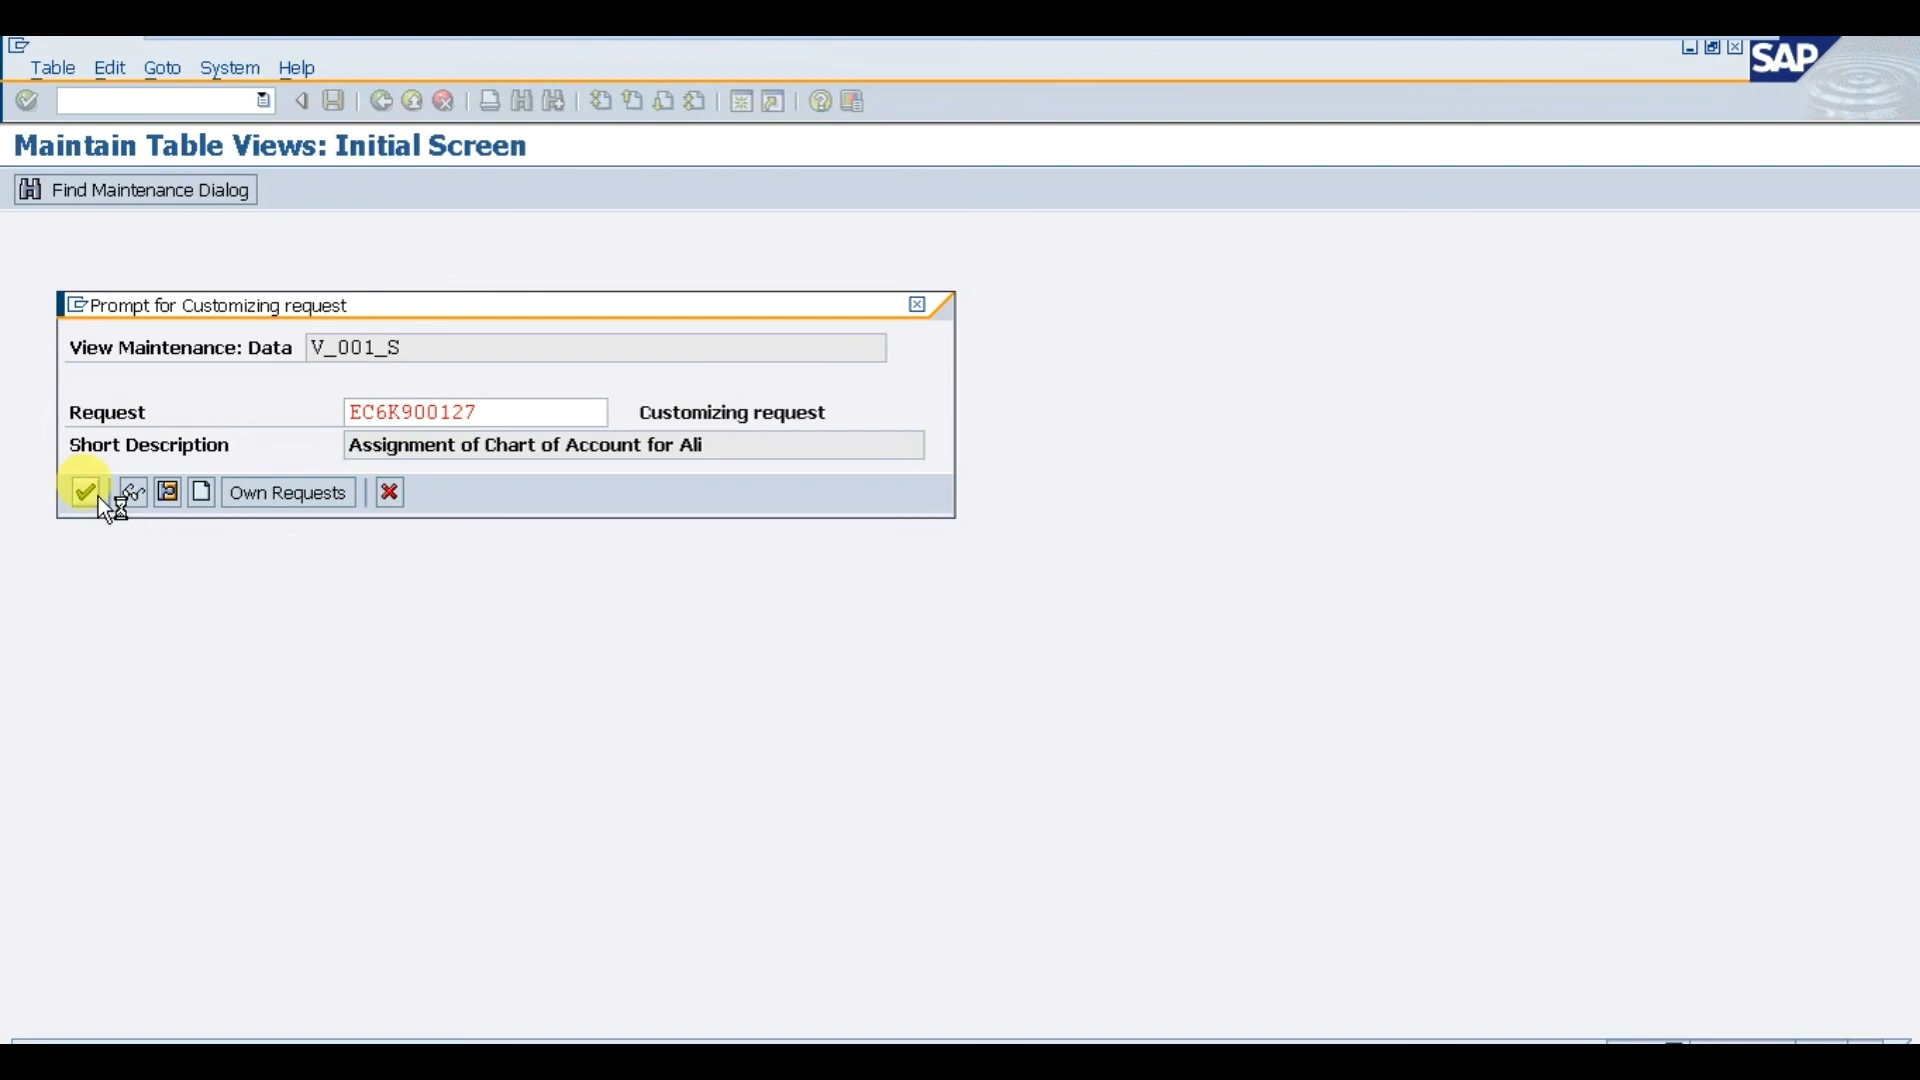 Table Edit Goto System Help
SAP
Maintain Table Views: Initial Screen
Find Maintenance Dialog
Prompt for Customizing request
View Maintenance: Data V_001_S
Request EC6K900127 Customizing request
Short Description Assignment of Chart of Account for Ali
Own Requests